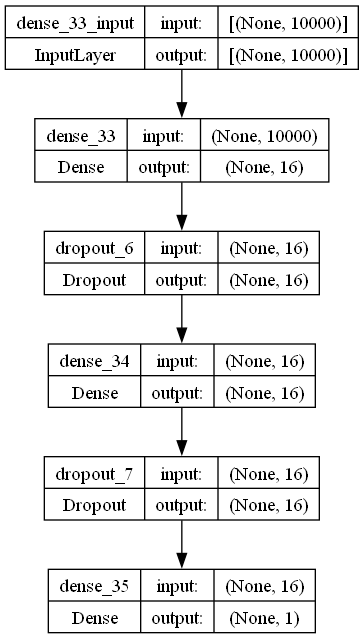 dense_33_input input: [(None, 10000)]
InputLayer output: [(None, 10000)]
dense_33 input: (None, 10000)
Dense output: (None, 16)
dropout_6 input: (None, 16)
Dropout output: (None, 16)
dense_34 input: (None, 16)
Dense output: (None, 16)
dropout_7 input: (None, 16)
Dropout output: (None, 16)
dense_35 input: (None, 16)
Dense output: (None, 1)